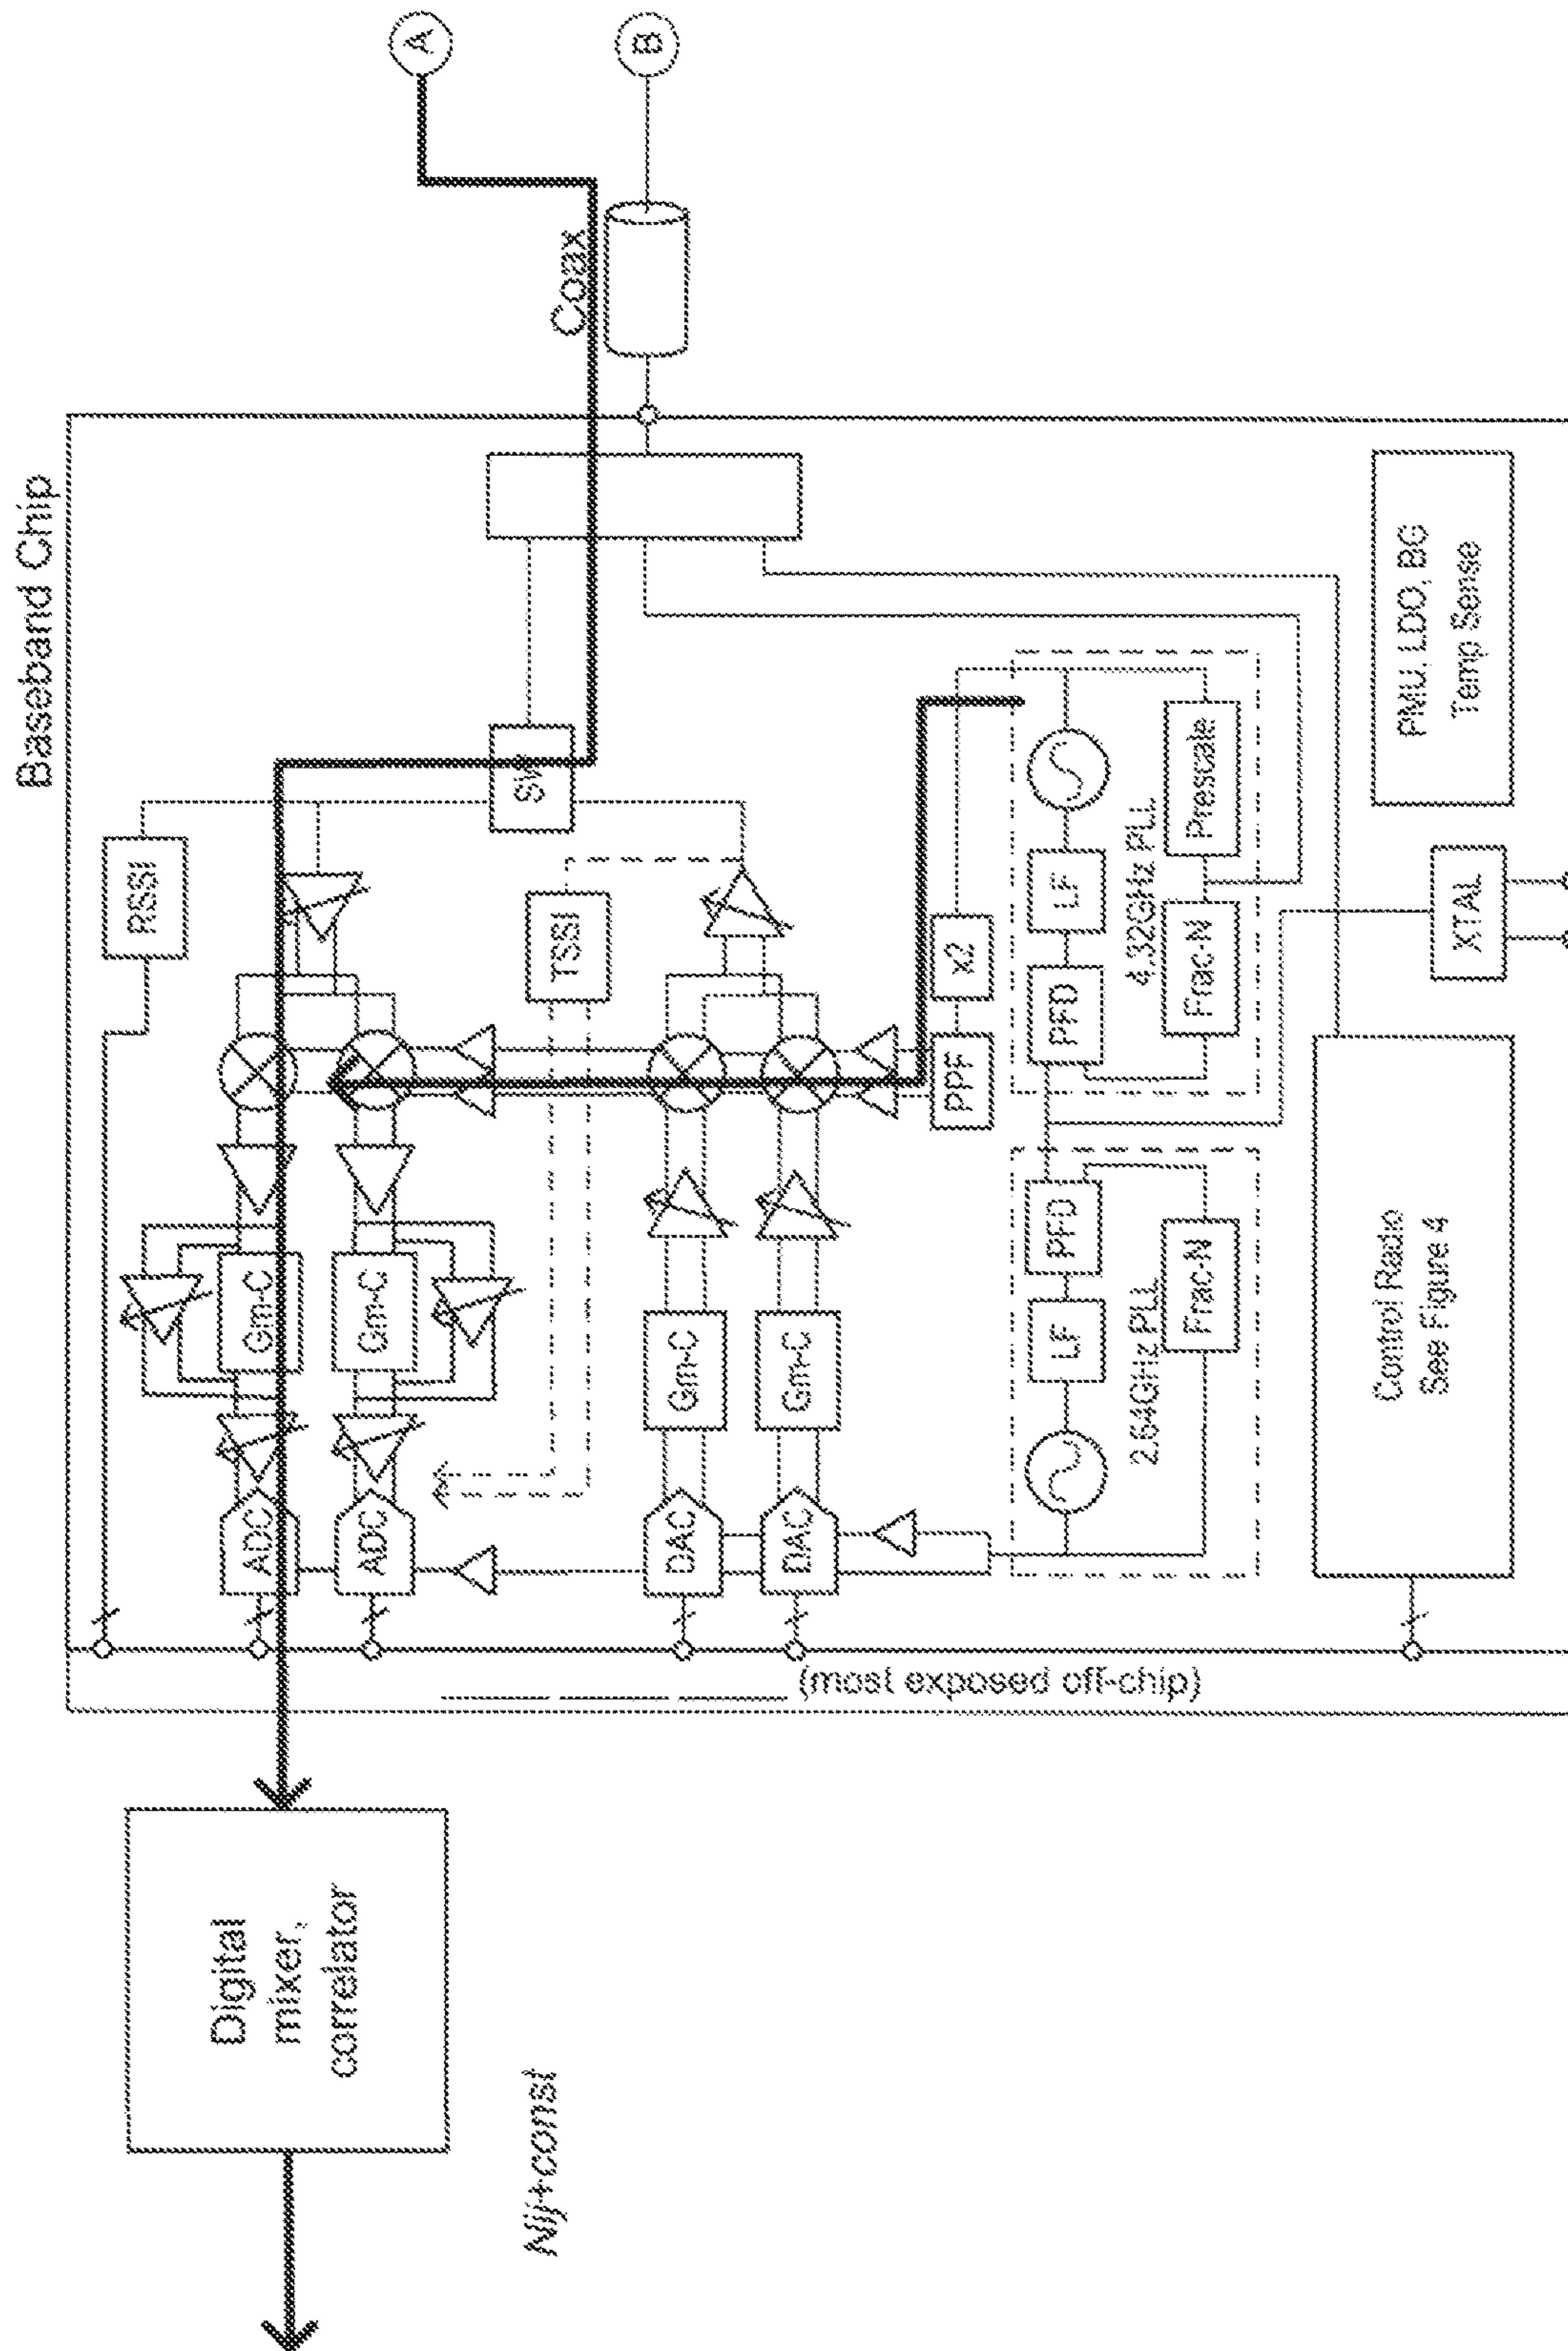 Baseband Chip
A
B
Coax
RSSI
SW
TSSI
x2
PPF
LF
PFD
4.32GHz PLL
Prescale
Frac-N
PMU, LDO, BG
Temp Sense
XTAL
Gm-C
Gm-C
Gm-C
Gm-C
ADC
ADC
DAC
DAC
PFD
LF
2.64GHz PLL
Frac-N
Control Radio
See Figure 4
(most exposed off-chip)
Digital
mixer,
correlator
Nij+const